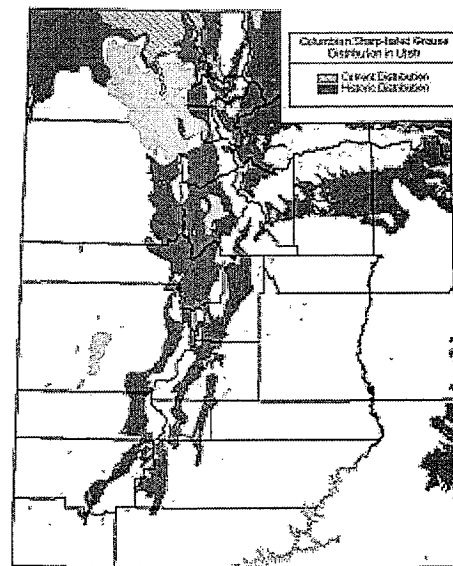 Columbian Sharp-tailed Grouse
Distribution in Utah
Current Distribution
Historic Distribution